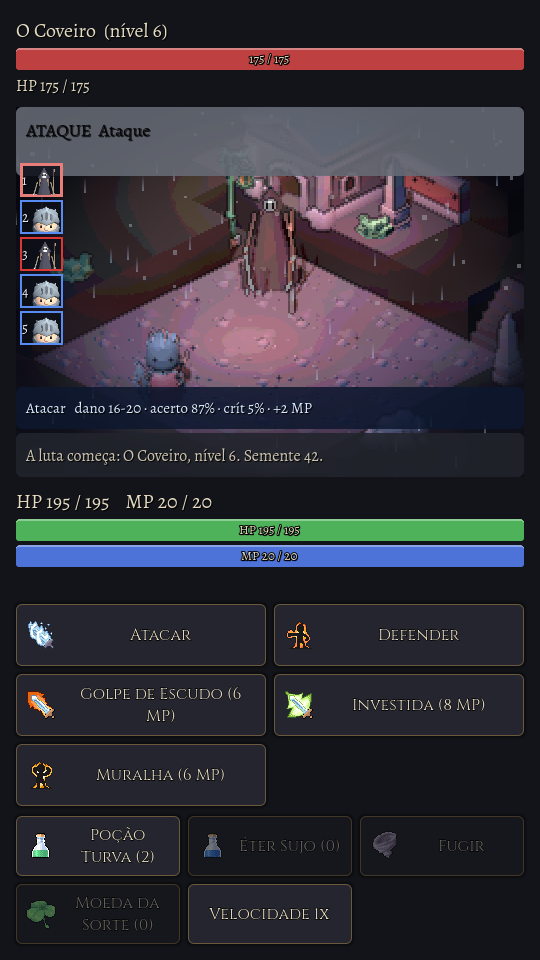 O Coveiro (nível 6)
175 / 175
HP 175 / 175
ATAQUE Ataque
1
2
3
4
5
Atacar dano 16-20 · acerto 87% · crít 5% · +2 MP
A luta começa: O Coveiro, nível 6. Semente 42.
HP 195 / 195 MP 20 / 20
HP 195 / 195
MP 20 / 20
Atacar
Defender
Golpe de Escudo (6
MP)
Investida (8 MP)
Muralha (6 MP)
Poção
Turva (2)
Éter Sujo (0)
Fugir
Moeda da
Sorte (0)
Velocidade 1x